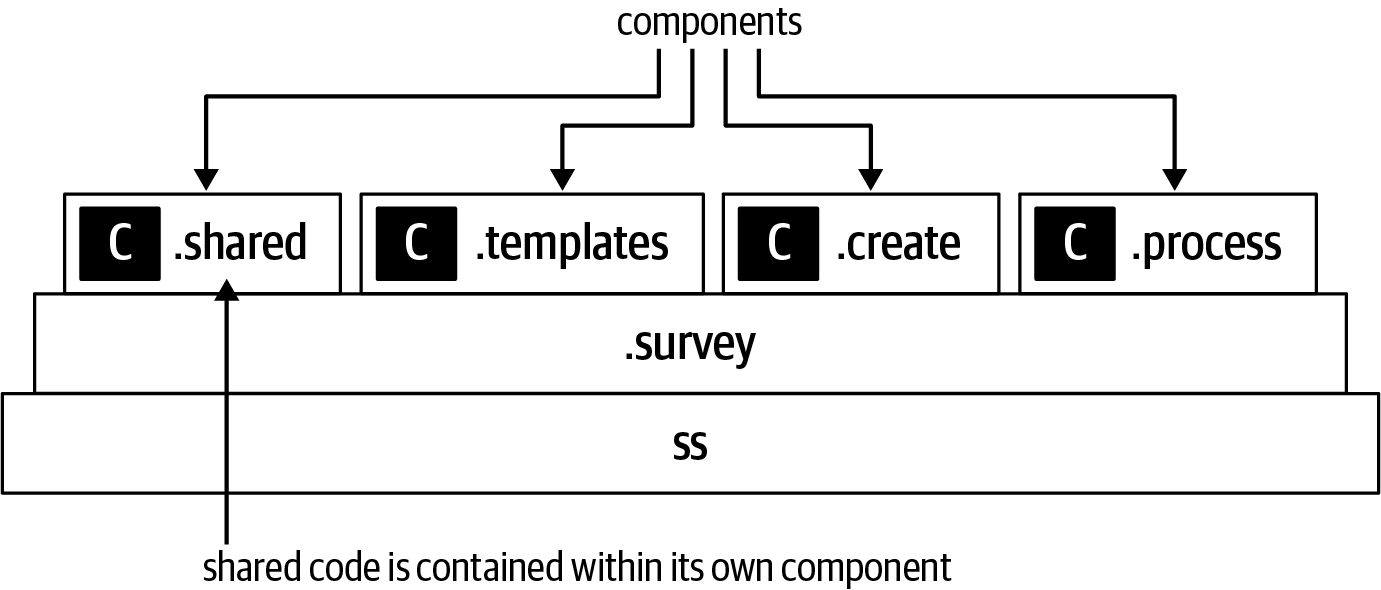 components
C .shared
C .templates
C .create
C .process
.survey
ss
shared code is contained within its own component